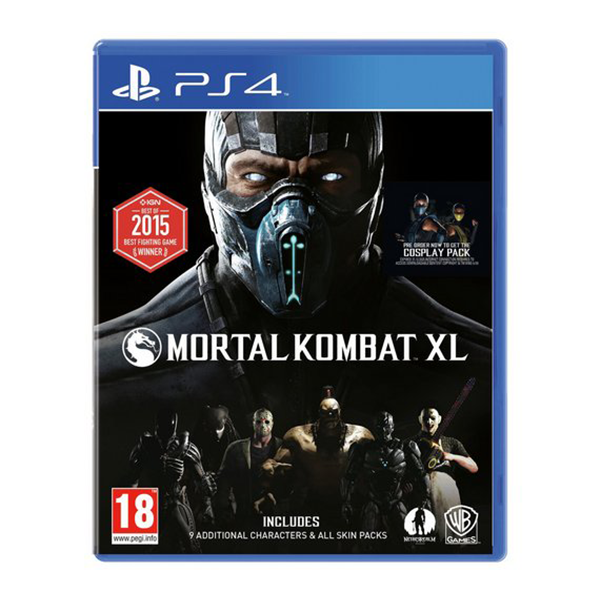 PS4
IGN
BEST OF
2015
BEST FIGHTING GAME
WINNER
PRE-ORDER NOW TO GET THE
COSPLAY PACK
MORTAL KOMBAT XL
18
www.pegi.info
INCLUDES
9 ADDITIONAL CHARACTERS & ALL SKIN PACKS
NETHERREALM
WB
GAMES